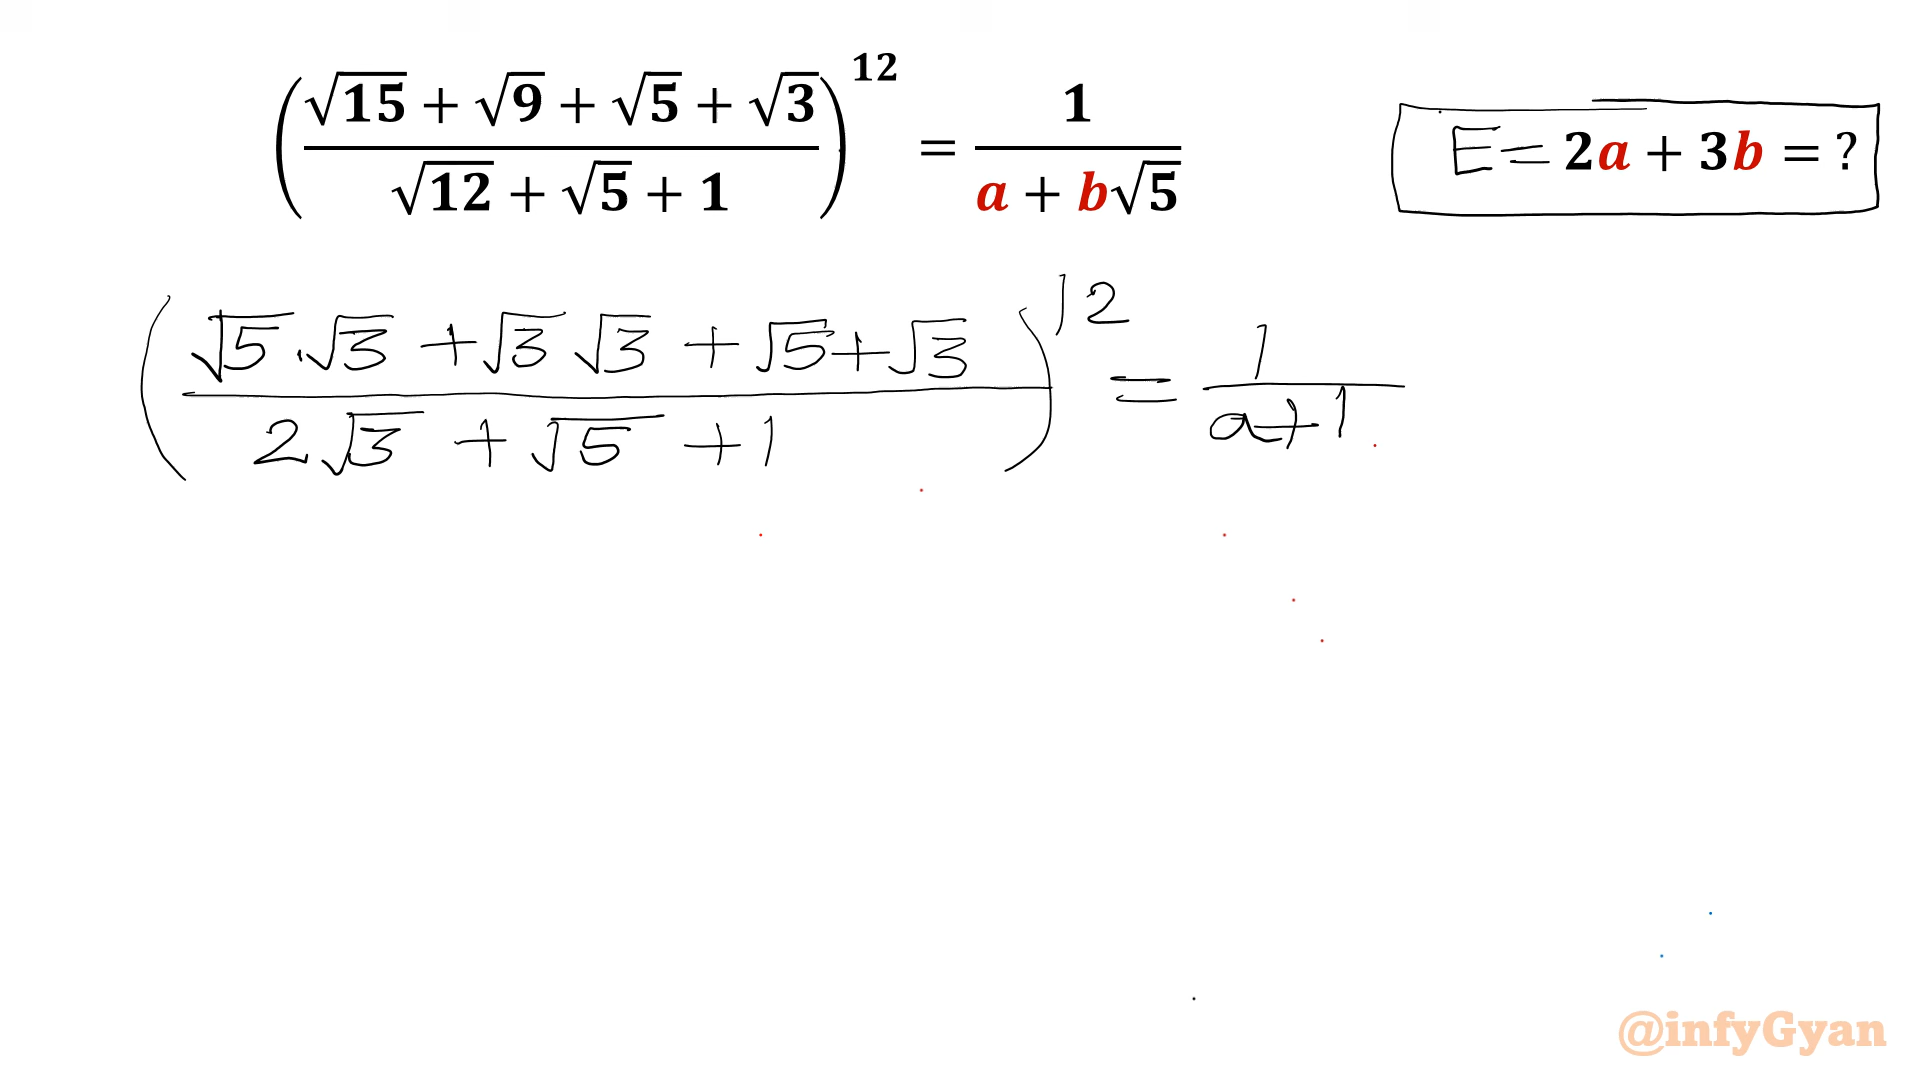 (√15 + √9 + √5 + √3 / √12 + √5 + 1)^12 = 1 / a + b√5
E = 2a + 3b = ?
(√5 . √3 + √3 √3 + √5 + √3 / 2√3 + √5 + 1)^12 = 1 / a + 1
@infyGyan